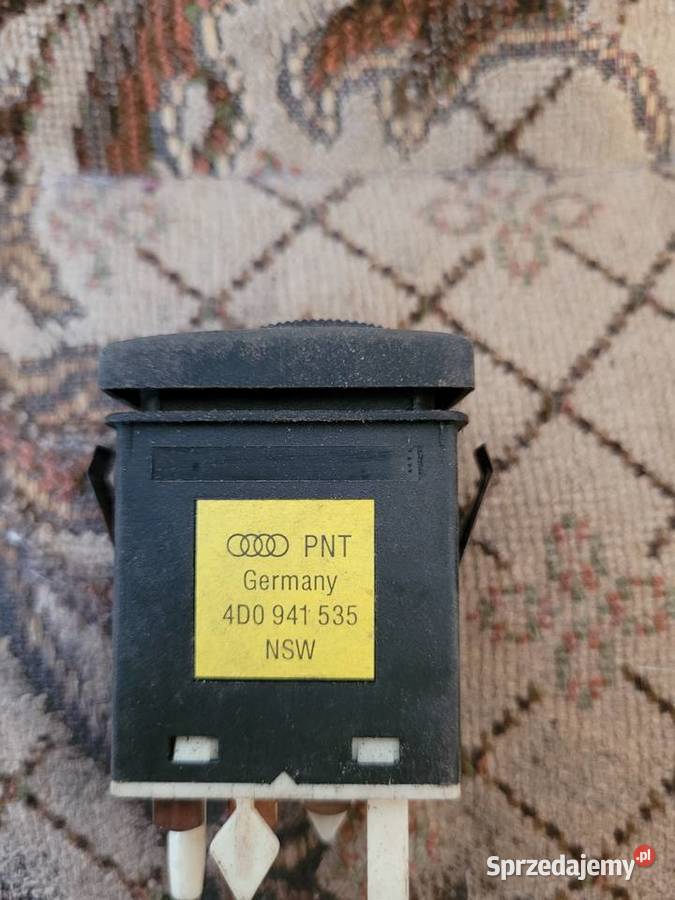 PNT
Germany
4D0 941 535
NSW
Sprzedajemy.pl